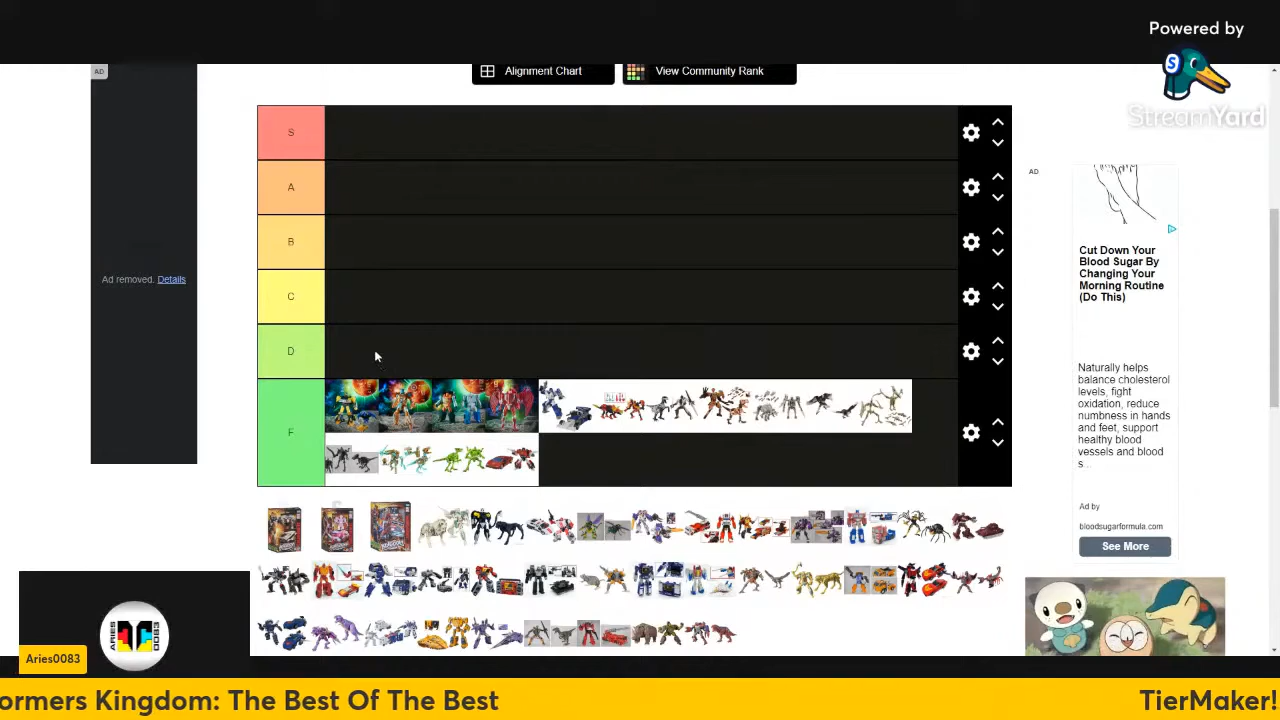 Powered by
StreamYard
AD
Alignment Chart
View Community Rank
S
A
B
C
D
F
Ad removed. Details
AD
Cut Down Your
Blood Sugar By
Changing Your
Morning Routine
(Do This)
Naturally helps
balance cholesterol
levels, fight
oxidation, reduce
numbness in hands
and feet, support
healthy blood
vessels and blood
s...
Ad by
bloodsugarformula.com
See More
ARIES
0083
Aries0083
ormers Kingdom: The Best Of The Best
TierMaker!